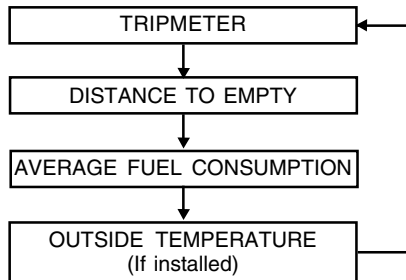 TRIPMETER
DISTANCE TO EMPTY
AVERAGE FUEL CONSUMPTION
OUTSIDE TEMPERATURE
(If installed)